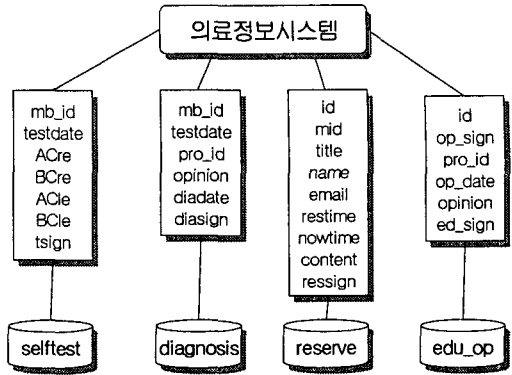 의료정보시스템
mb_id
testdate
ACre
BCre
ACle
BCle
tsign
mb_id
testdate
pro_id
opinion
diadate
diasign
id
mid
title
name
email
restime
nowtime
content
ressign
id
op_sign
pro_id
op_date
opinion
ed_sign
selftest
diagnosis
reserve
edu_op